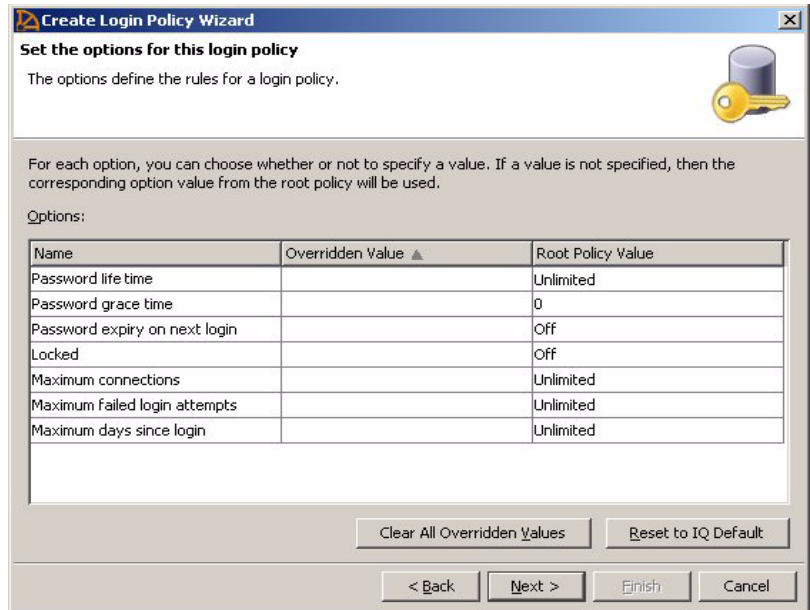 Create Login Policy Wizard
Set the options for this login policy
The options define the rules for a login policy.
For each option, you can choose whether or not to specify a value. If a value is not specified, then the
corresponding option value from the root policy will be used.
Options:
Name Overridden Value Root Policy Value
Password life time Unlimited
Password grace time 0
Password expiry on next login Off
Locked Off
Maximum connections Unlimited
Maximum failed login attempts Unlimited
Maximum days since login Unlimited
Clear All Overridden Values Reset to IQ Default
< Back Next > Finish Cancel